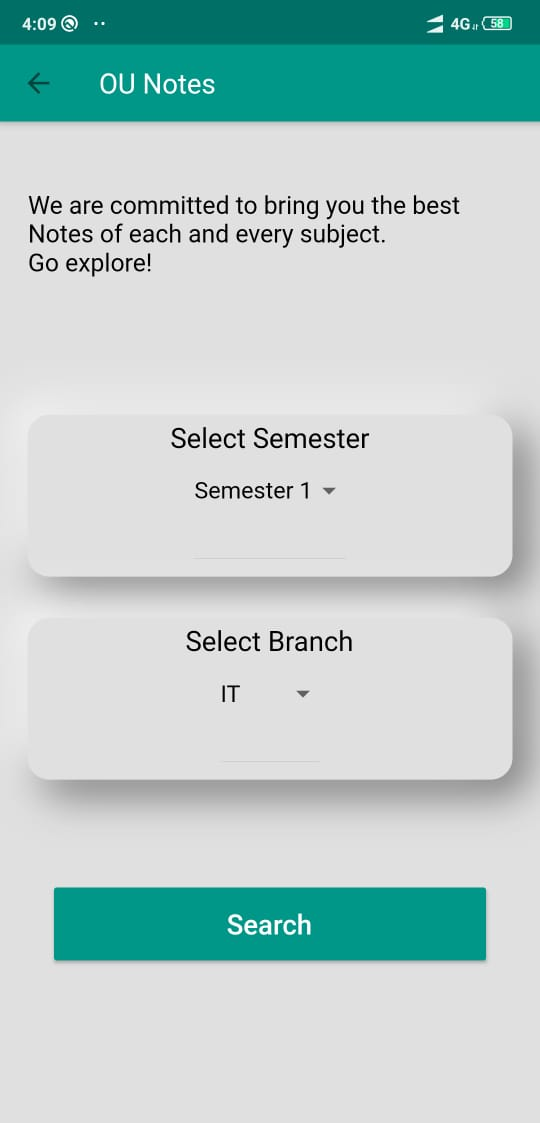 4:09
4G 58
OU Notes
We are committed to bring you the best
Notes of each and every subject.
Go explore!
Select Semester
Semester 1
Select Branch
IT
Search